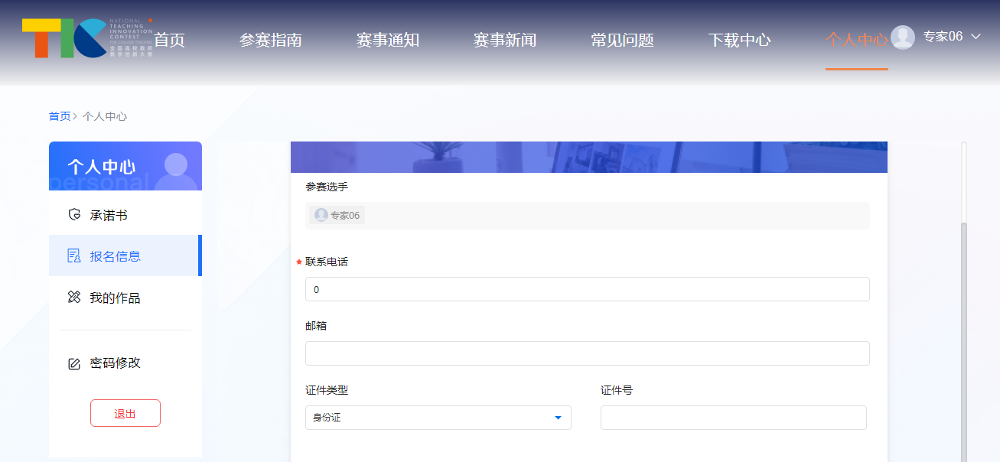 TIC
NATIONAL
TEACHING
INNOVATION
CONTEST
FOR COLLEGE TEACHERS
全国高校教师
教学创新大赛
首页 参赛指南 赛事通知 赛事新闻 常见问题 下载中心 个人中心 专家06
首页 > 个人中心
个人中心
personal
承诺书
报名信息
我的作品
密码修改
退出
参赛选手
专家06
* 联系电话
0
邮箱
证件类型 证件号
身份证